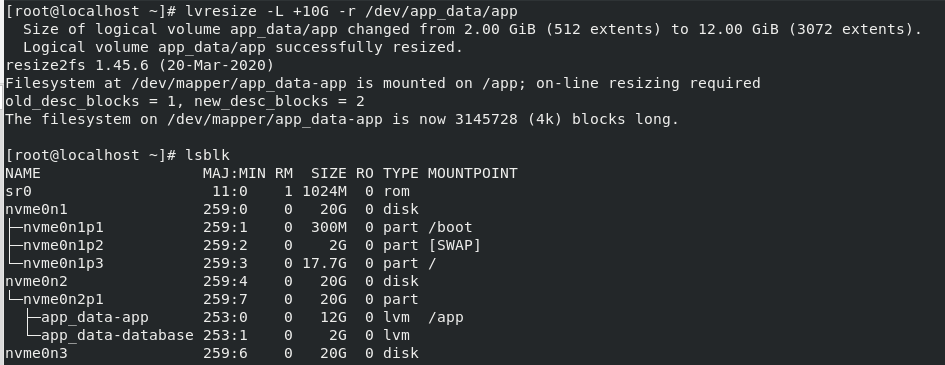 [root@localhost ~]# lvresize -L +10G -r /dev/app_data/app
  Size of logical volume app_data/app changed from 2.00 GiB (512 extents) to 12.00 GiB (3072 extents).
  Logical volume app_data/app successfully resized.
resize2fs 1.45.6 (20-Mar-2020)
Filesystem at /dev/mapper/app_data-app is mounted on /app; on-line resizing required
old_desc_blocks = 1, new_desc_blocks = 2
The filesystem on /dev/mapper/app_data-app is now 3145728 (4k) blocks long.

[root@localhost ~]# lsblk
NAME                  MAJ:MIN RM  SIZE RO TYPE MOUNTPOINT
sr0                    11:0    1 1024M  0 rom
nvme0n1               259:0    0   20G  0 disk
├─nvme0n1p1           259:1    0  300M  0 part /boot
├─nvme0n1p2           259:2    0    2G  0 part [SWAP]
└─nvme0n1p3           259:3    0 17.7G  0 part /
nvme0n2               259:4    0   20G  0 disk
└─nvme0n2p1           259:7    0   20G  0 part
  ├─app_data-app      253:0    0   12G  0 lvm  /app
  └─app_data-database 253:1    0    2G  0 lvm
nvme0n3               259:6    0   20G  0 disk